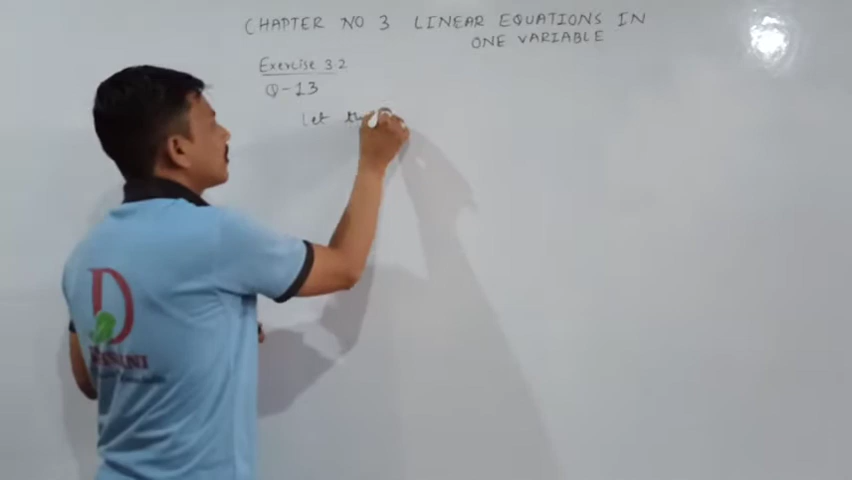 CHAPTER NO 3 LINEAR EQUATIONS IN
ONE VARIABLE
Exercise 3.2
Q-13
Let
D